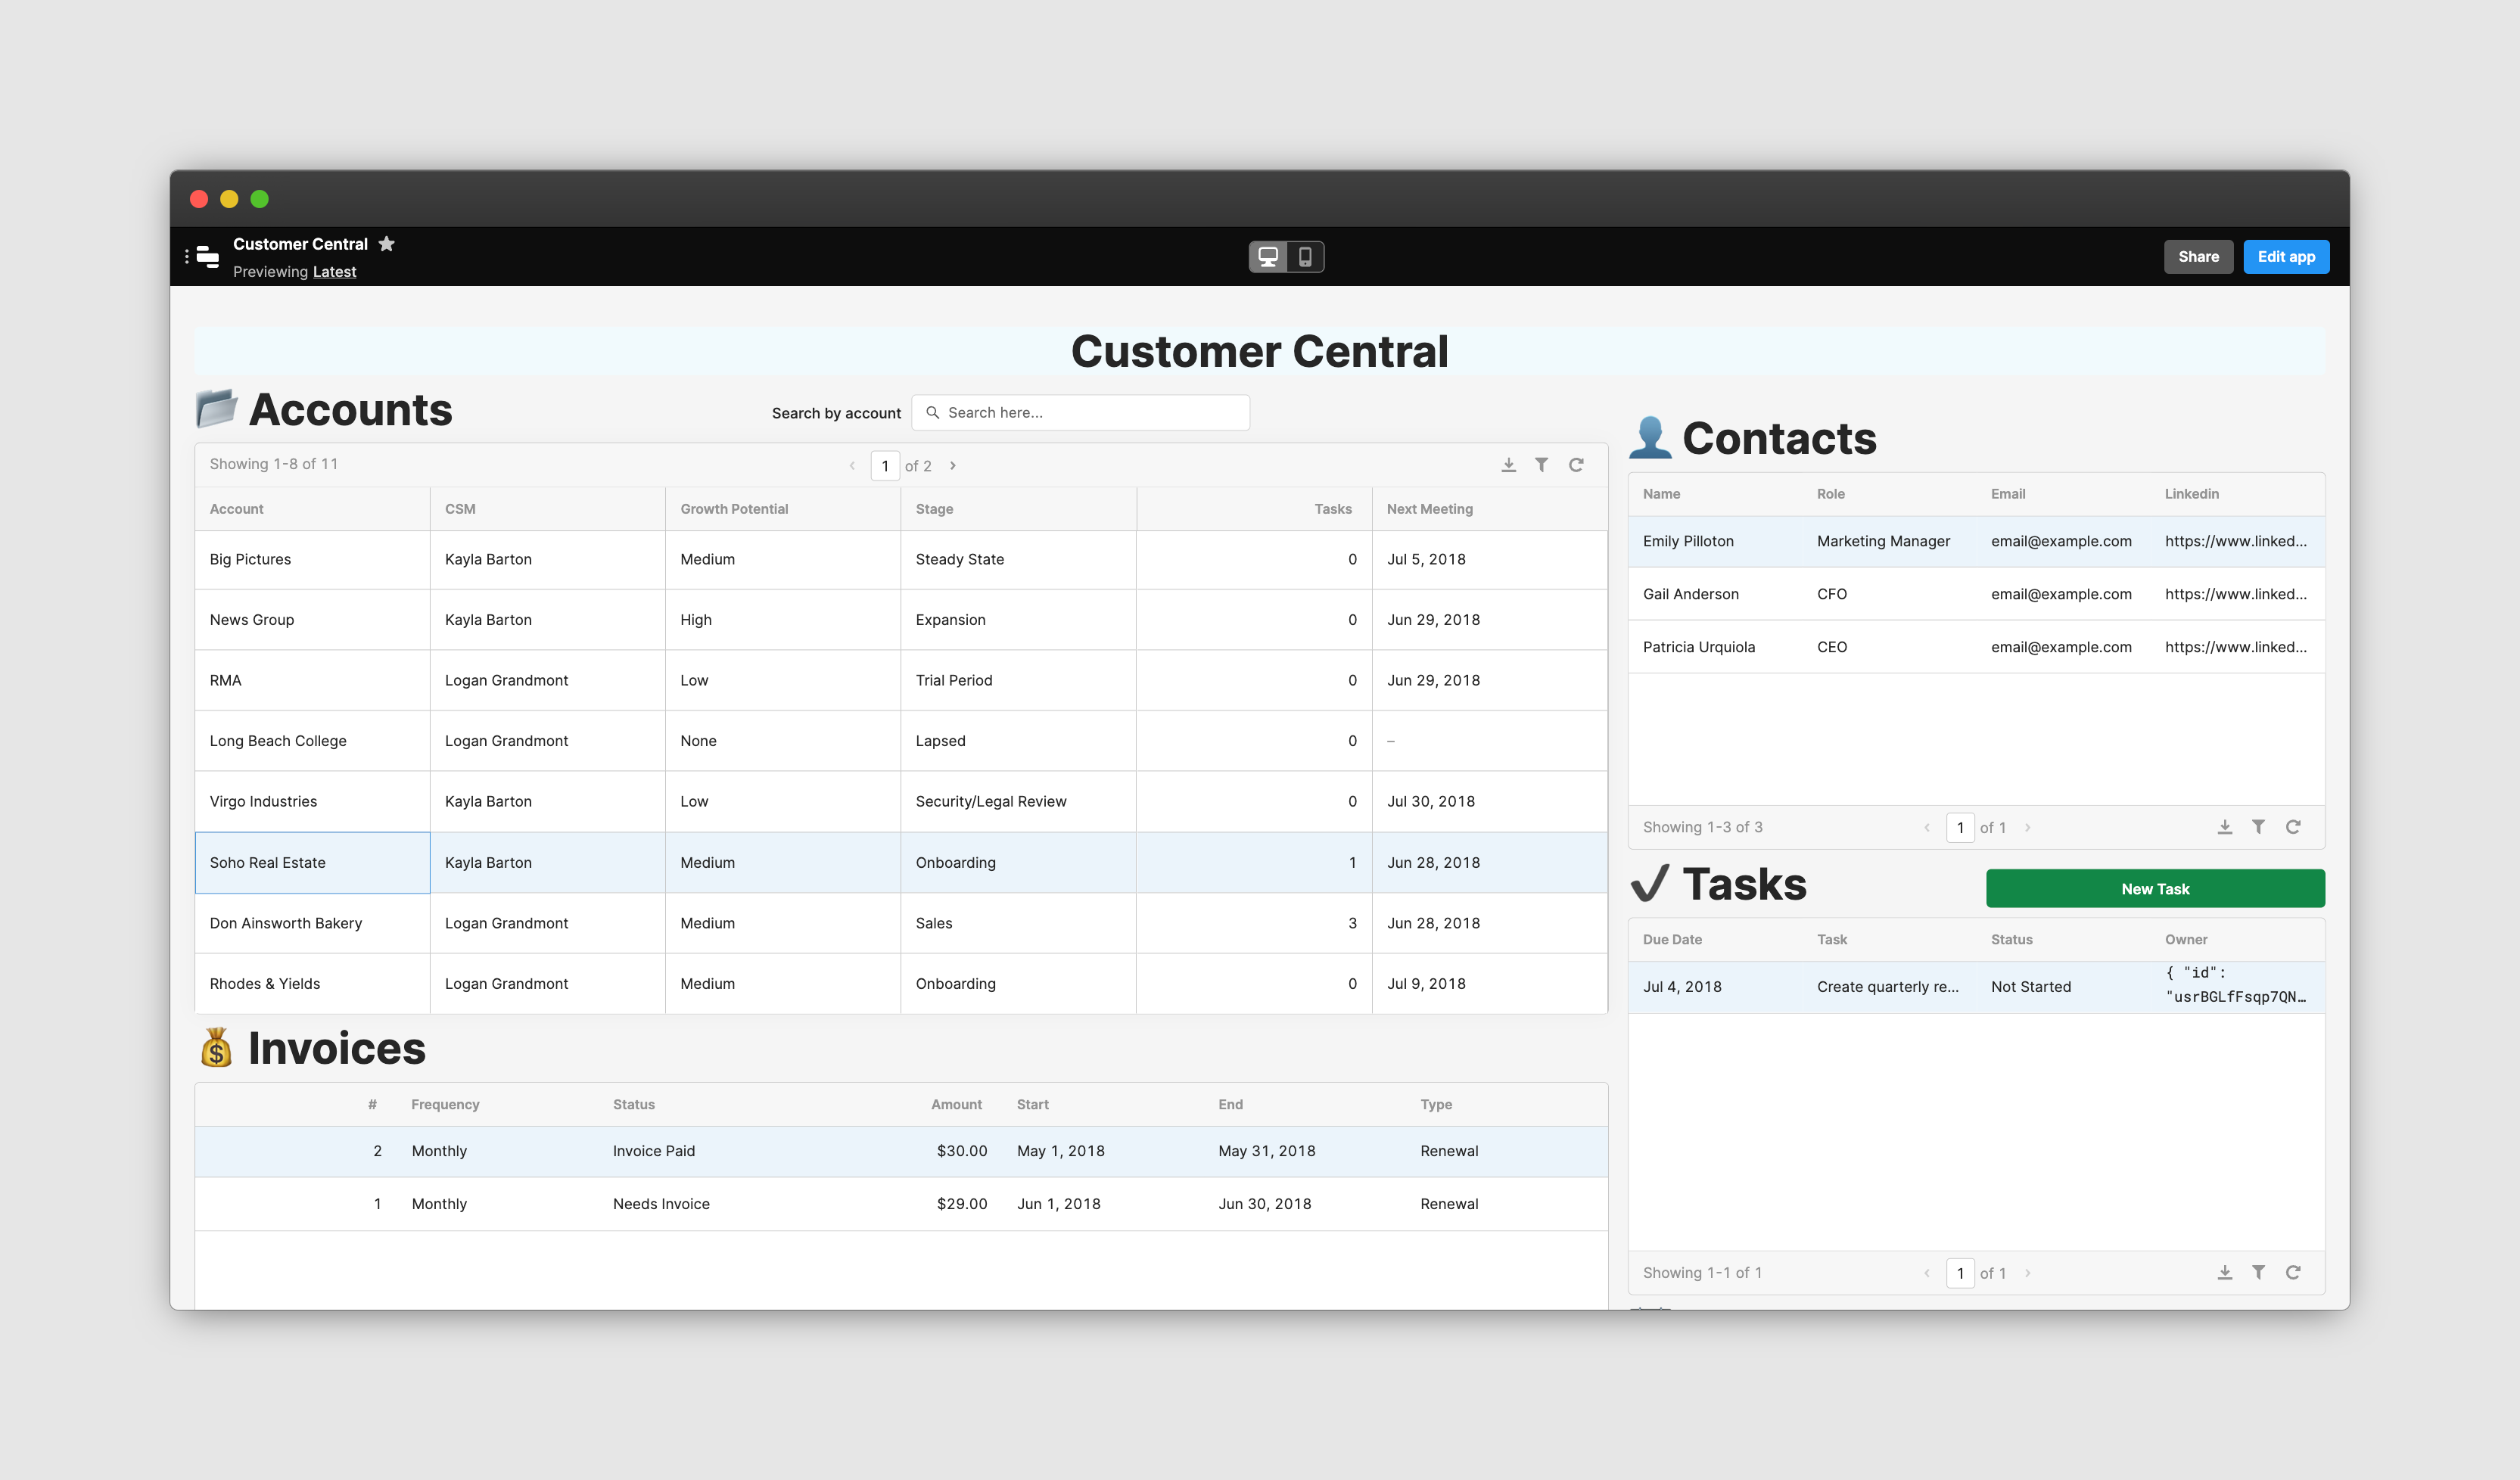 Customer Central
Previewing Latest
Share
Edit app
Customer Central
Accounts
Search by account
Search here...
Showing 1-8 of 11
1 of 2
Account CSM Growth Potential Stage Tasks Next Meeting
Big Pictures Kayla Barton Medium Steady State 0 Jul 5, 2018
News Group Kayla Barton High Expansion 0 Jun 29, 2018
RMA Logan Grandmont Low Trial Period 0 Jun 29, 2018
Long Beach College Logan Grandmont None Lapsed 0 –
Virgo Industries Kayla Barton Low Security/Legal Review 0 Jul 30, 2018
Soho Real Estate Kayla Barton Medium Onboarding 1 Jun 28, 2018
Don Ainsworth Bakery Logan Grandmont Medium Sales 3 Jun 28, 2018
Rhodes & Yields Logan Grandmont Medium Onboarding 0 Jul 9, 2018
Invoices
# Frequency Status Amount Start End Type
2 Monthly Invoice Paid $30.00 May 1, 2018 May 31, 2018 Renewal
1 Monthly Needs Invoice $29.00 Jun 1, 2018 Jun 30, 2018 Renewal
Contacts
Name Role Email Linkedin
Emily Pilloton Marketing Manager email@example.com https://www.linked...
Gail Anderson CFO email@example.com https://www.linked...
Patricia Urquiola CEO email@example.com https://www.linked...
Showing 1-3 of 3
1 of 1
Tasks
New Task
Due Date Task Status Owner
Jul 4, 2018 Create quarterly re... Not Started { "id":
"usrBGLfFsqp7QN...
Showing 1-1 of 1
1 of 1